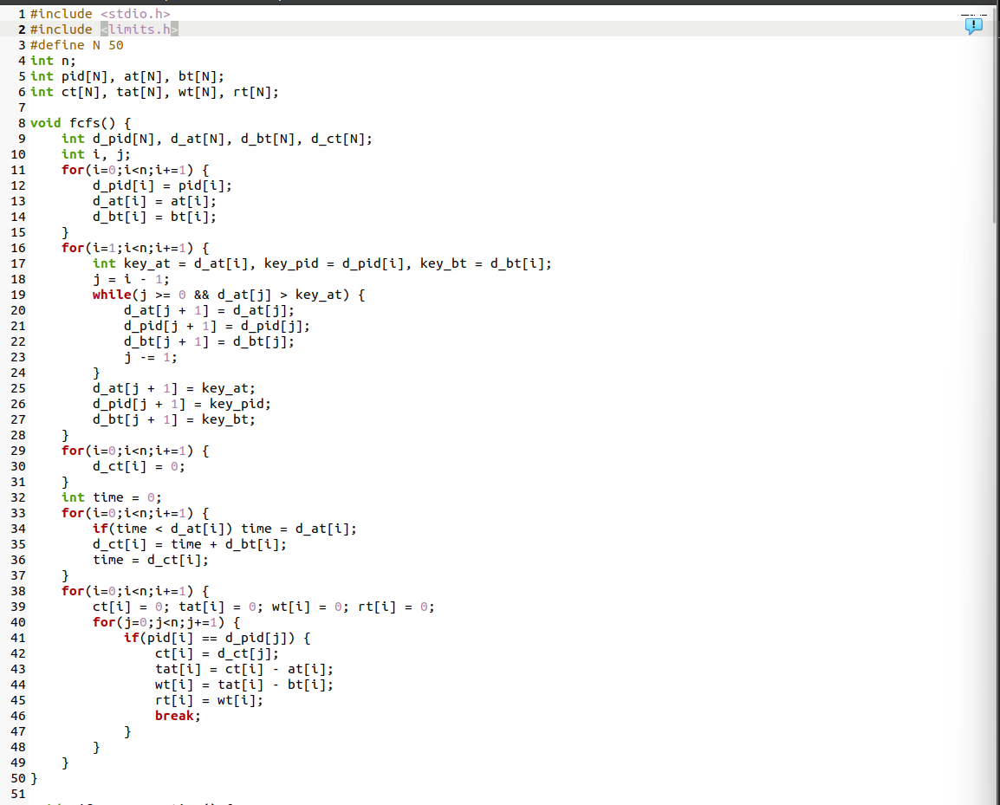 1 #include <stdio.h>
2 #include <limits.h>
3 #define N 50
4 int n;
5 int pid[N], at[N], bt[N];
6 int ct[N], tat[N], wt[N], rt[N];
7
8 void fcfs() {
9     int d_pid[N], d_at[N], d_bt[N], d_ct[N];
10     int i, j;
11     for(i=0;i<n;i+=1) {
12         d_pid[i] = pid[i];
13         d_at[i] = at[i];
14         d_bt[i] = bt[i];
15     }
16     for(i=1;i<n;i+=1) {
17         int key_at = d_at[i], key_pid = d_pid[i], key_bt = d_bt[i];
18         j = i - 1;
19         while(j >= 0 && d_at[j] > key_at) {
20             d_at[j + 1] = d_at[j];
21             d_pid[j + 1] = d_pid[j];
22             d_bt[j + 1] = d_bt[j];
23             j -= 1;
24         }
25         d_at[j + 1] = key_at;
26         d_pid[j + 1] = key_pid;
27         d_bt[j + 1] = key_bt;
28     }
29     for(i=0;i<n;i+=1) {
30         d_ct[i] = 0;
31     }
32     int time = 0;
33     for(i=0;i<n;i+=1) {
34         if(time < d_at[i]) time = d_at[i];
35         d_ct[i] = time + d_bt[i];
36         time = d_ct[i];
37     }
38     for(i=0;i<n;i+=1) {
39         ct[i] = 0; tat[i] = 0; wt[i] = 0; rt[i] = 0;
40         for(j=0;j<n;j+=1) {
41             if(pid[i] == d_pid[j]) {
42                 ct[i] = d_ct[j];
43                 tat[i] = ct[i] - at[i];
44                 wt[i] = tat[i] - bt[i];
45                 rt[i] = wt[i];
46                 break;
47             }
48         }
49     }
50 }
51